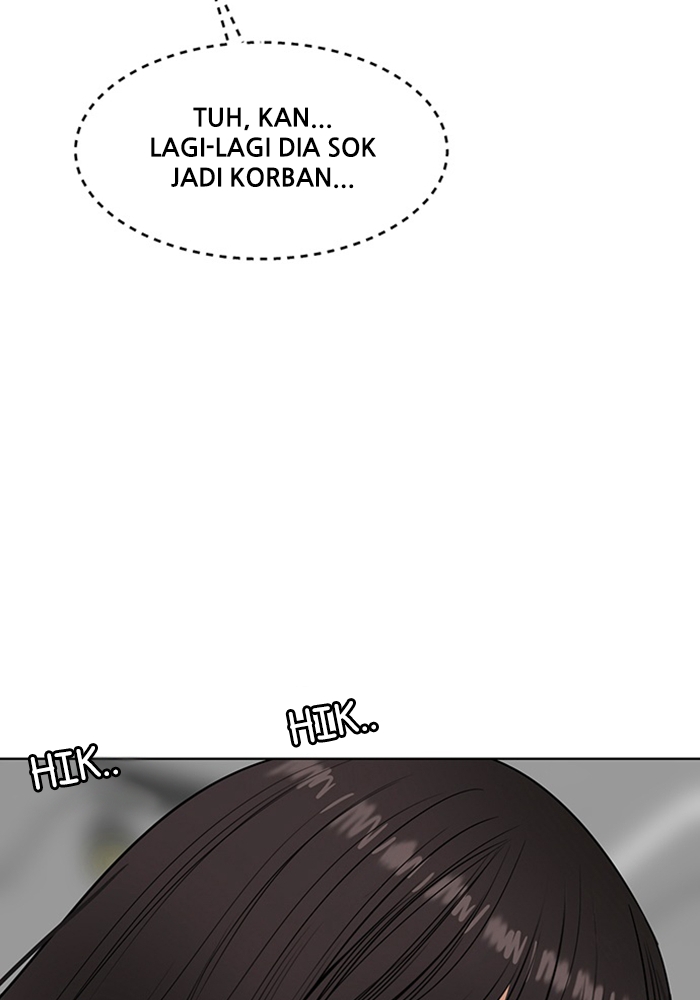 TUH, KAN...
LAGI-LAGI DIA SOK
JADI KORBAN...
HIK..
HIK..